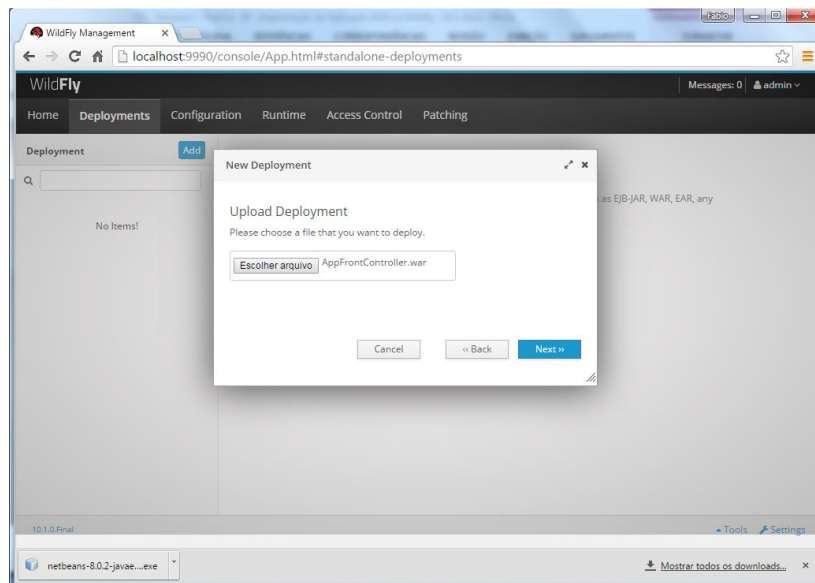 Fabio
WildFly Management
localhost:9990/console/App.html#standalone-deployments
WildFly
Messages: 0
admin
Home Deployments Configuration Runtime Access Control Patching
Deployment
Add
New Deployment
as EJB-JAR, WAR, EAR, any
No Items!
Upload Deployment
Please choose a file that you want to deploy.
Escolher arquivo AppFrontController.war
Cancel
‹‹ Back
Next ››
10.1.0.Final
Tools
Settings
netbeans-8.0.2-javae....exe
Mostrar todos os downloads...